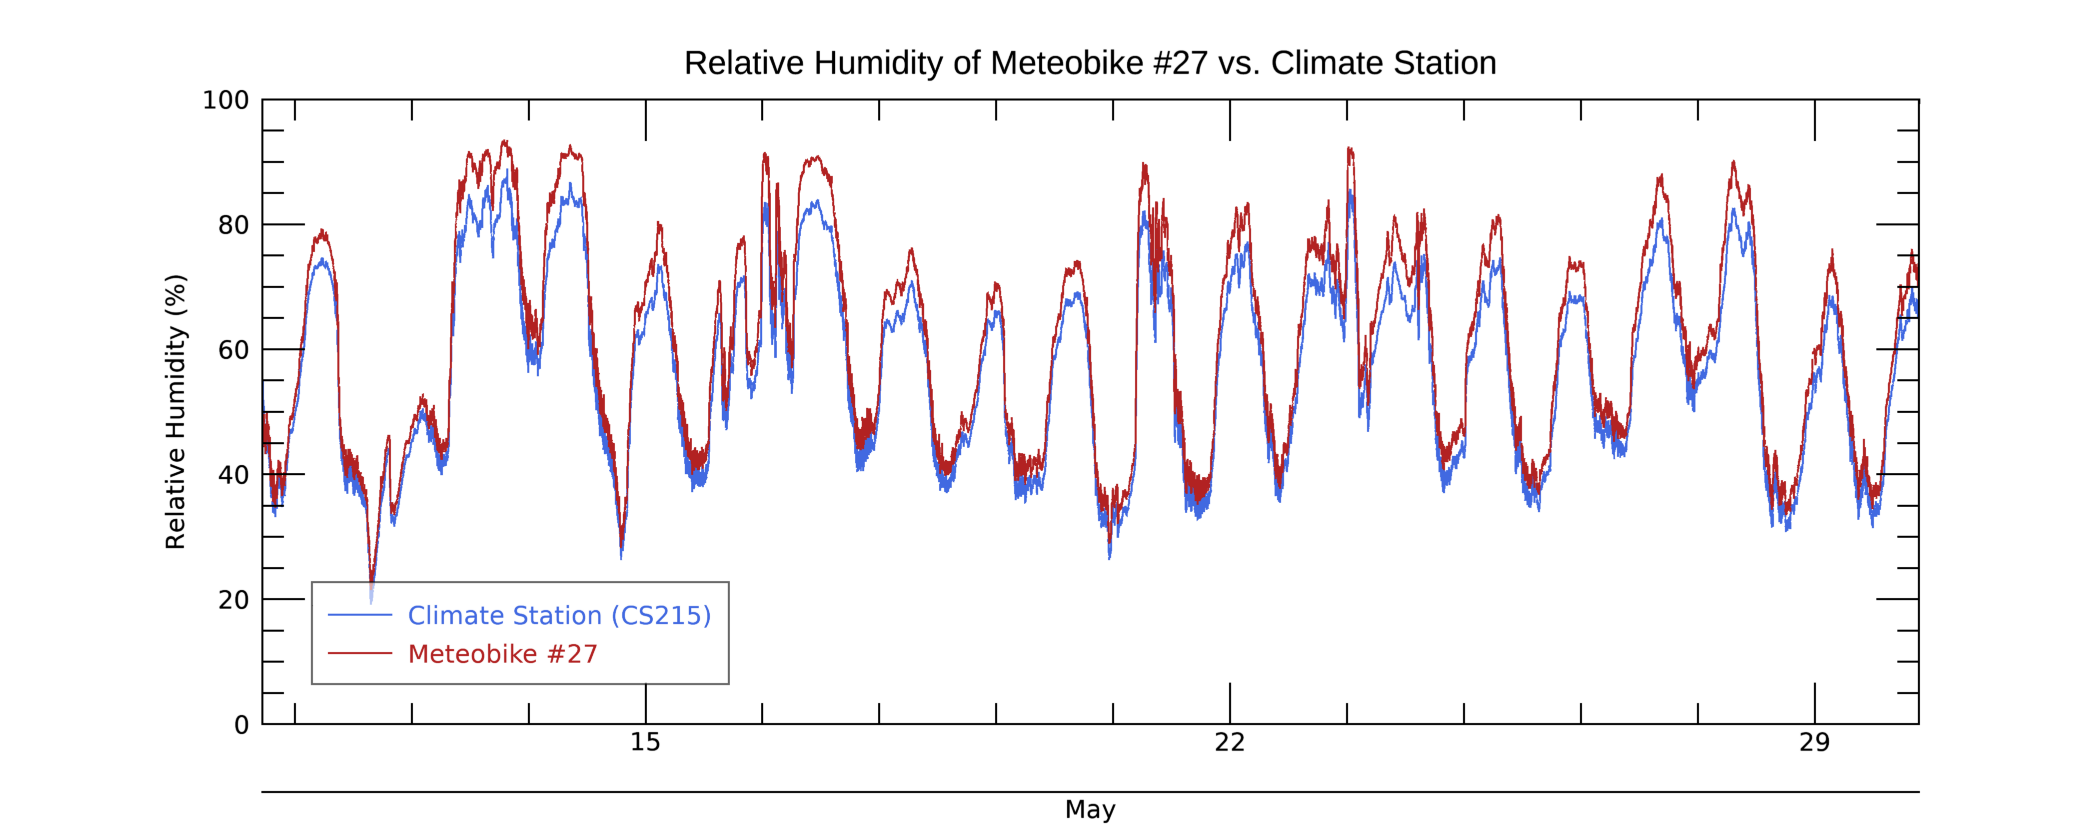 Relative Humidity of Meteobike #27 vs. Climate Station
Relative Humidity (%)
100
80
60
40
20
0
Climate Station (CS215)
Meteobike #27
15
22
29
May